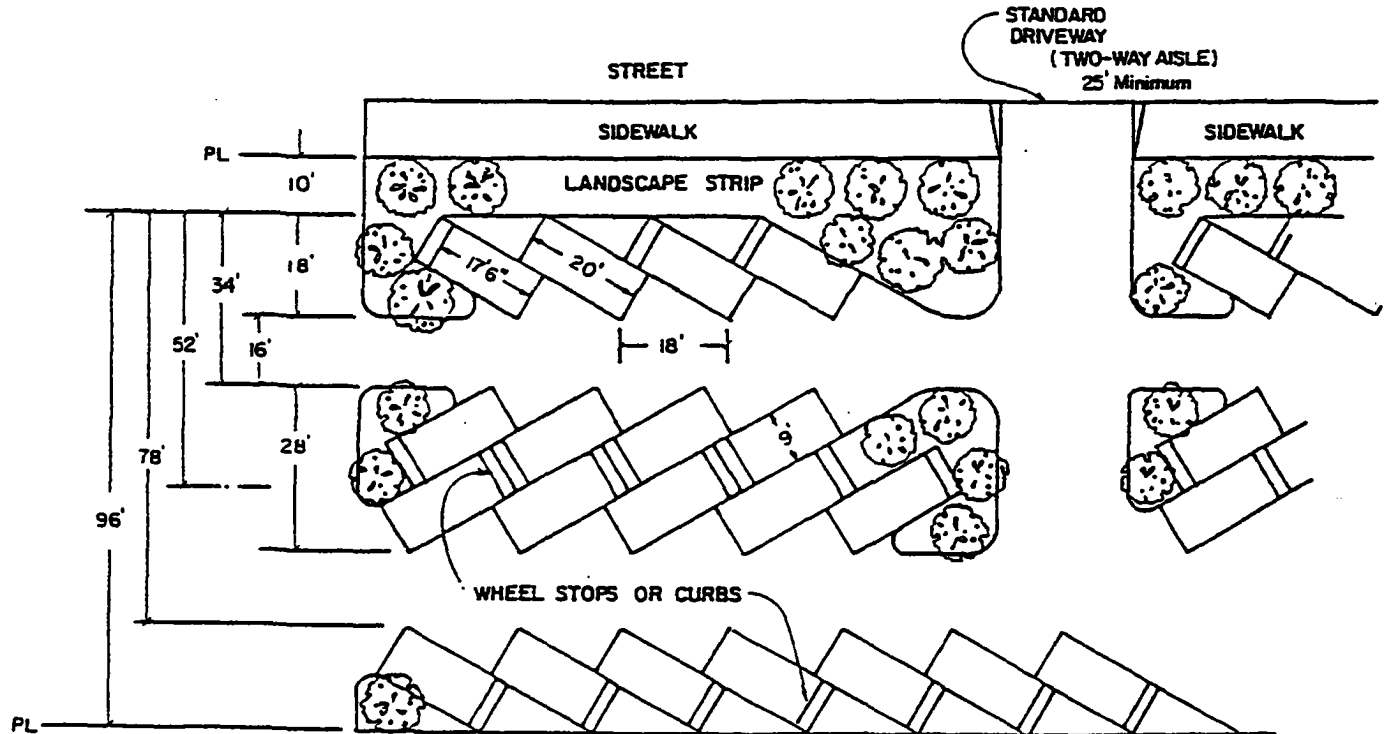 STANDARD
DRIVEWAY
(TWO-WAY AISLE)
25' Minimum
STREET
SIDEWALK
SIDEWALK
PL
10'
LANDSCAPE STRIP
18'
34'
17'6"
20'
16'
52'
18'
28'
9'
78'
96'
WHEEL STOPS OR CURBS
PL